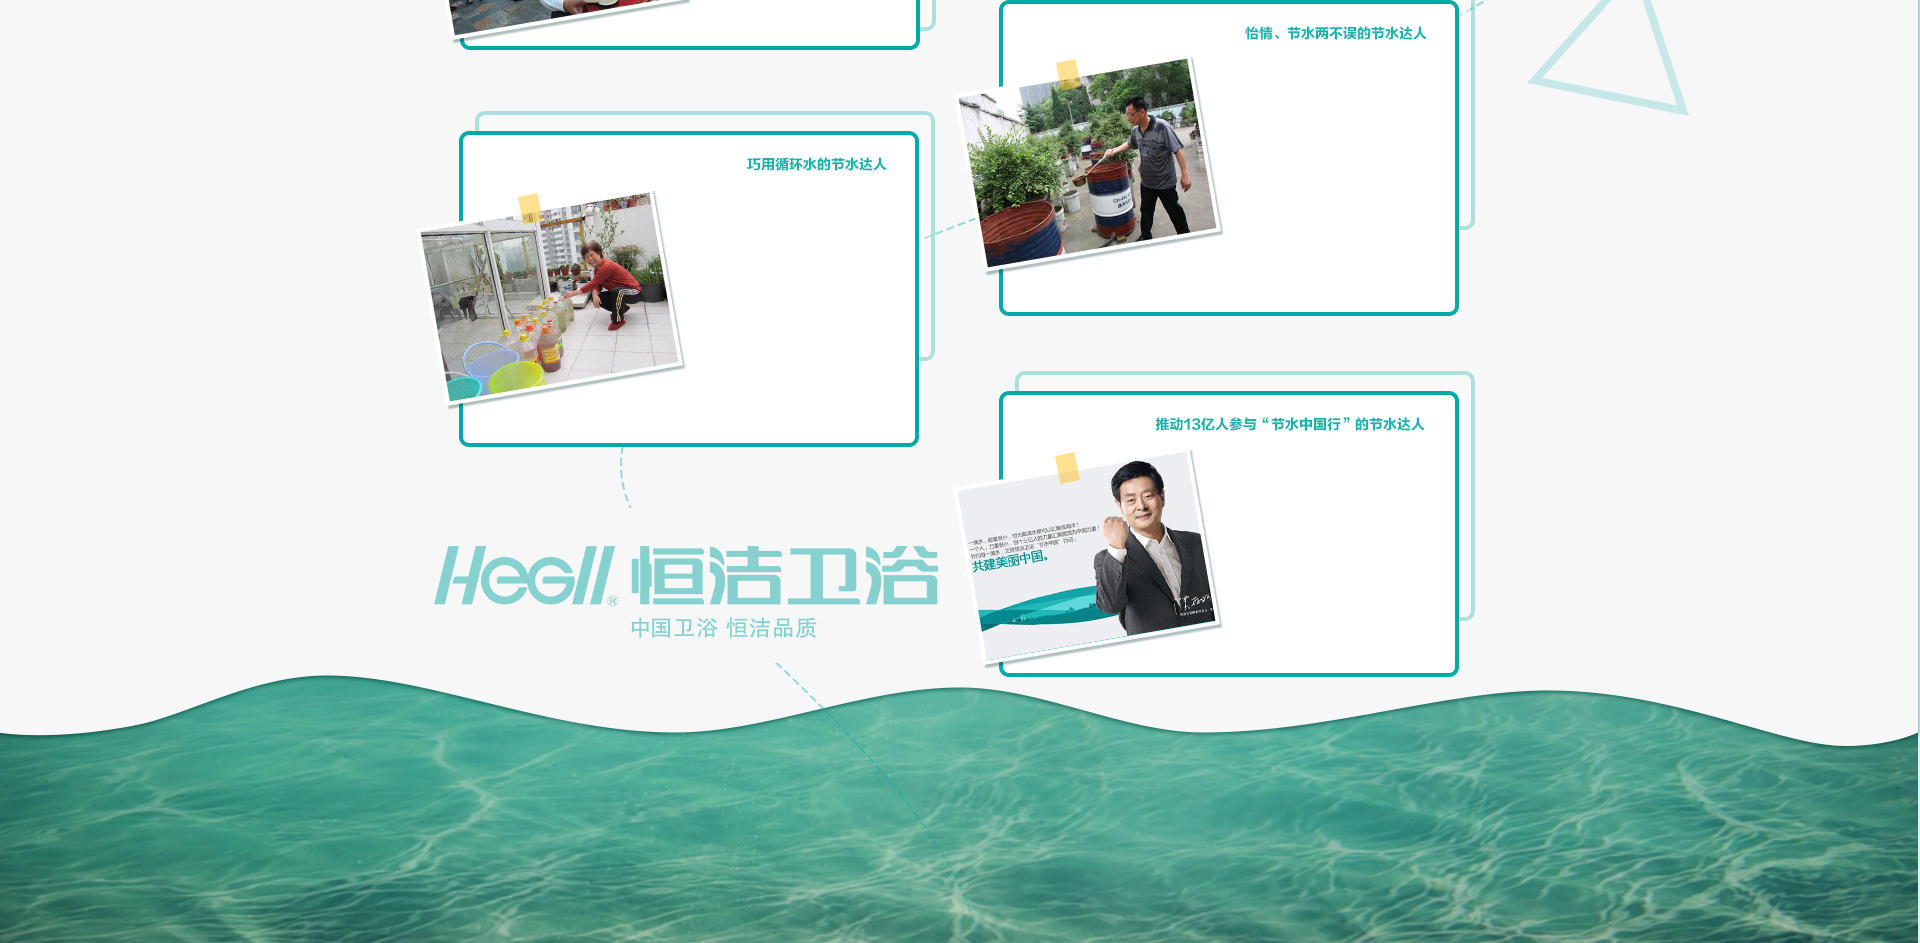 怡情、节水两不误的节水达人
巧用循环水的节水达人
推动13亿人参与“节水中国行”的节水达人
共建美丽中国。
HeGII® 恒洁卫浴
中国卫浴 恒洁品质